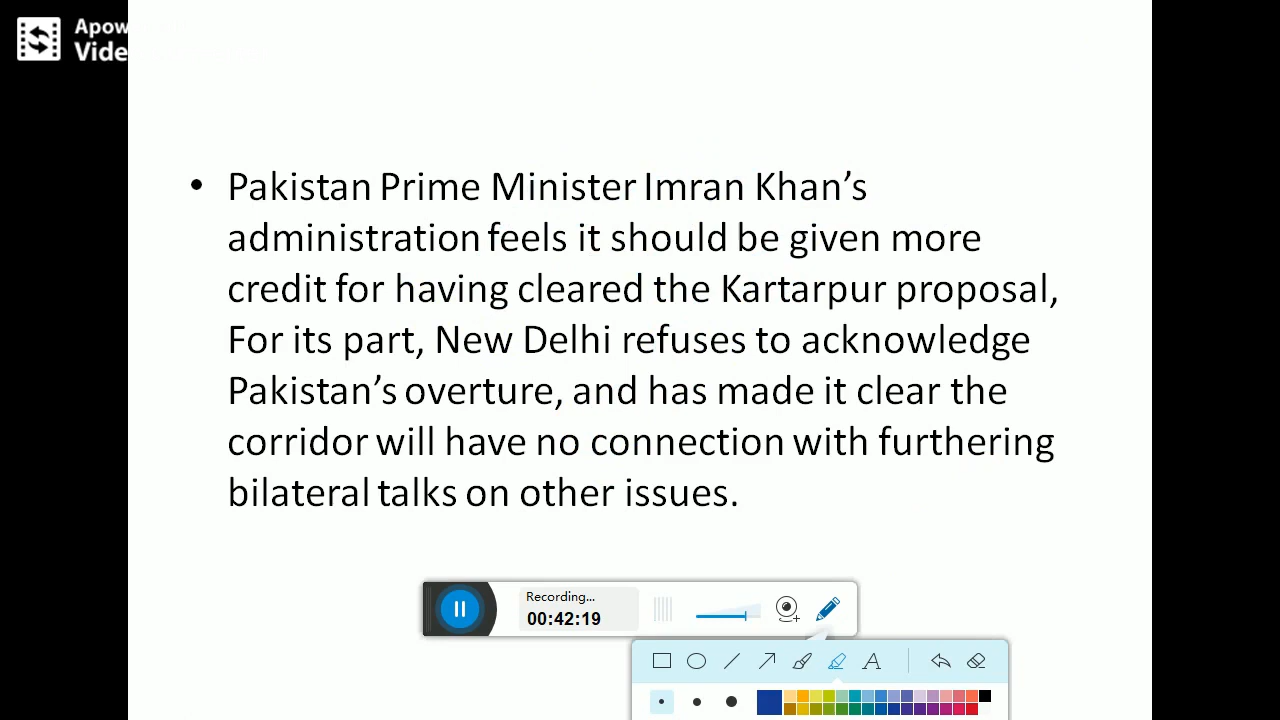 Vide
• Pakistan Prime Minister Imran Khan’s
administration feels it should be given more
credit for having cleared the Kartarpur proposal,
For its part, New Delhi refuses to acknowledge
Pakistan’s overture, and has made it clear the
corridor will have no connection with furthering
bilateral talks on other issues.
Recording...
00:42:19
A